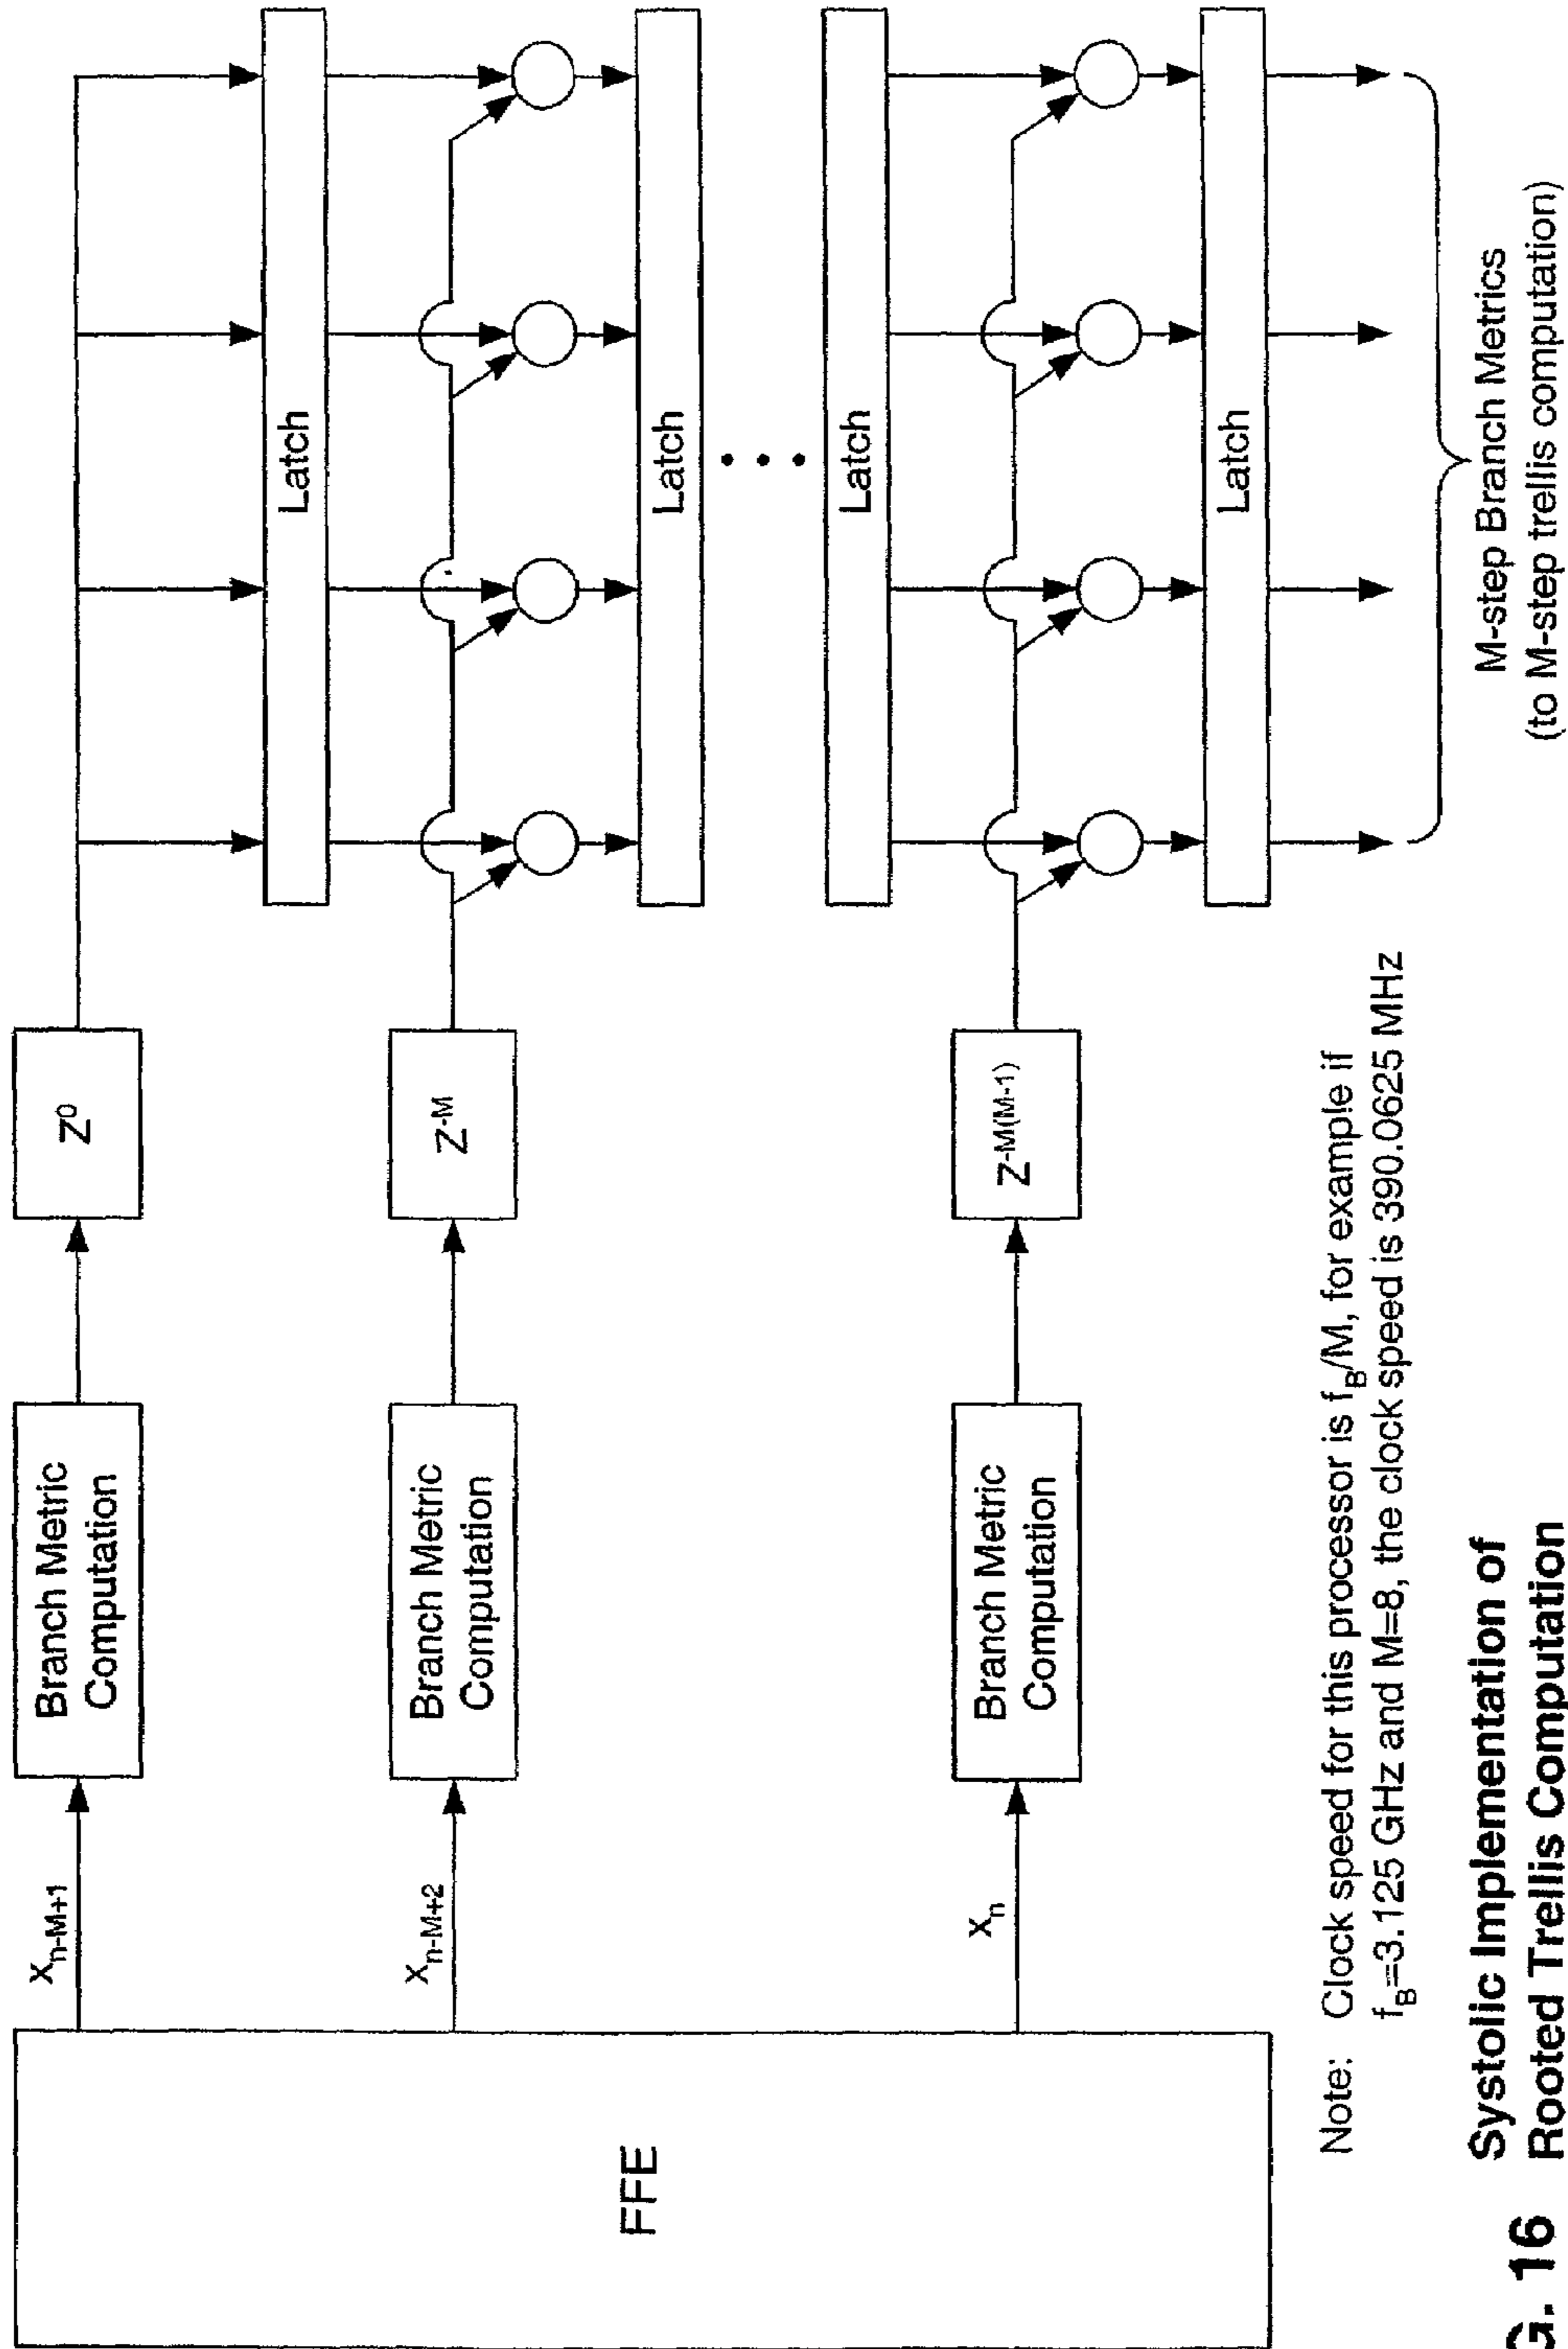 FFE
X_{n-M+1}
Branch Metric
Computation
Z^0
Latch
X_{n-M+2}
Branch Metric
Computation
Z^{-M}
Latch
Latch
X_n
Branch Metric
Computation
Z^{-M(M-1)}
Latch
M-step Branch Metrics
(to M-step trellis computation)
Note: Clock speed for this processor is f_B/M, for example if
f_B=3.125 GHz and M=8, the clock speed is 390.0625 MHz
G. 16 Systolic Implementation of
Rooted Trellis Computation